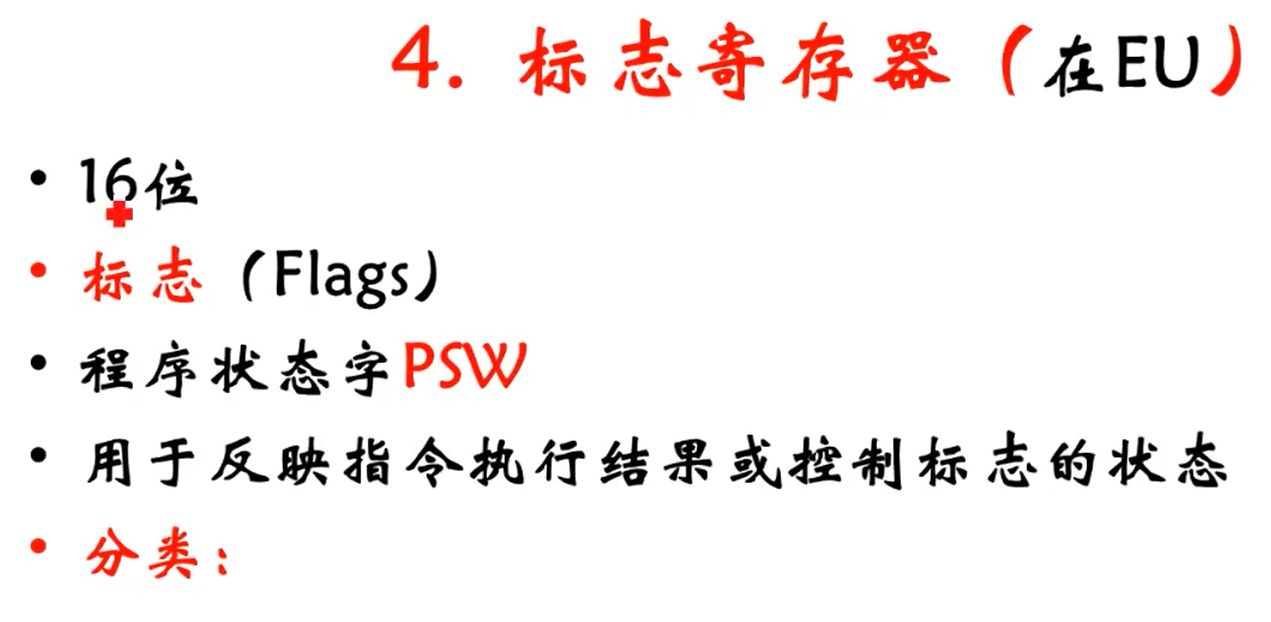 4. 标志寄存器（在EU）
• 16位
• 标志（Flags）
• 程序状态字PSW
• 用于反映指令执行结果或控制标志的状态
• 分类：